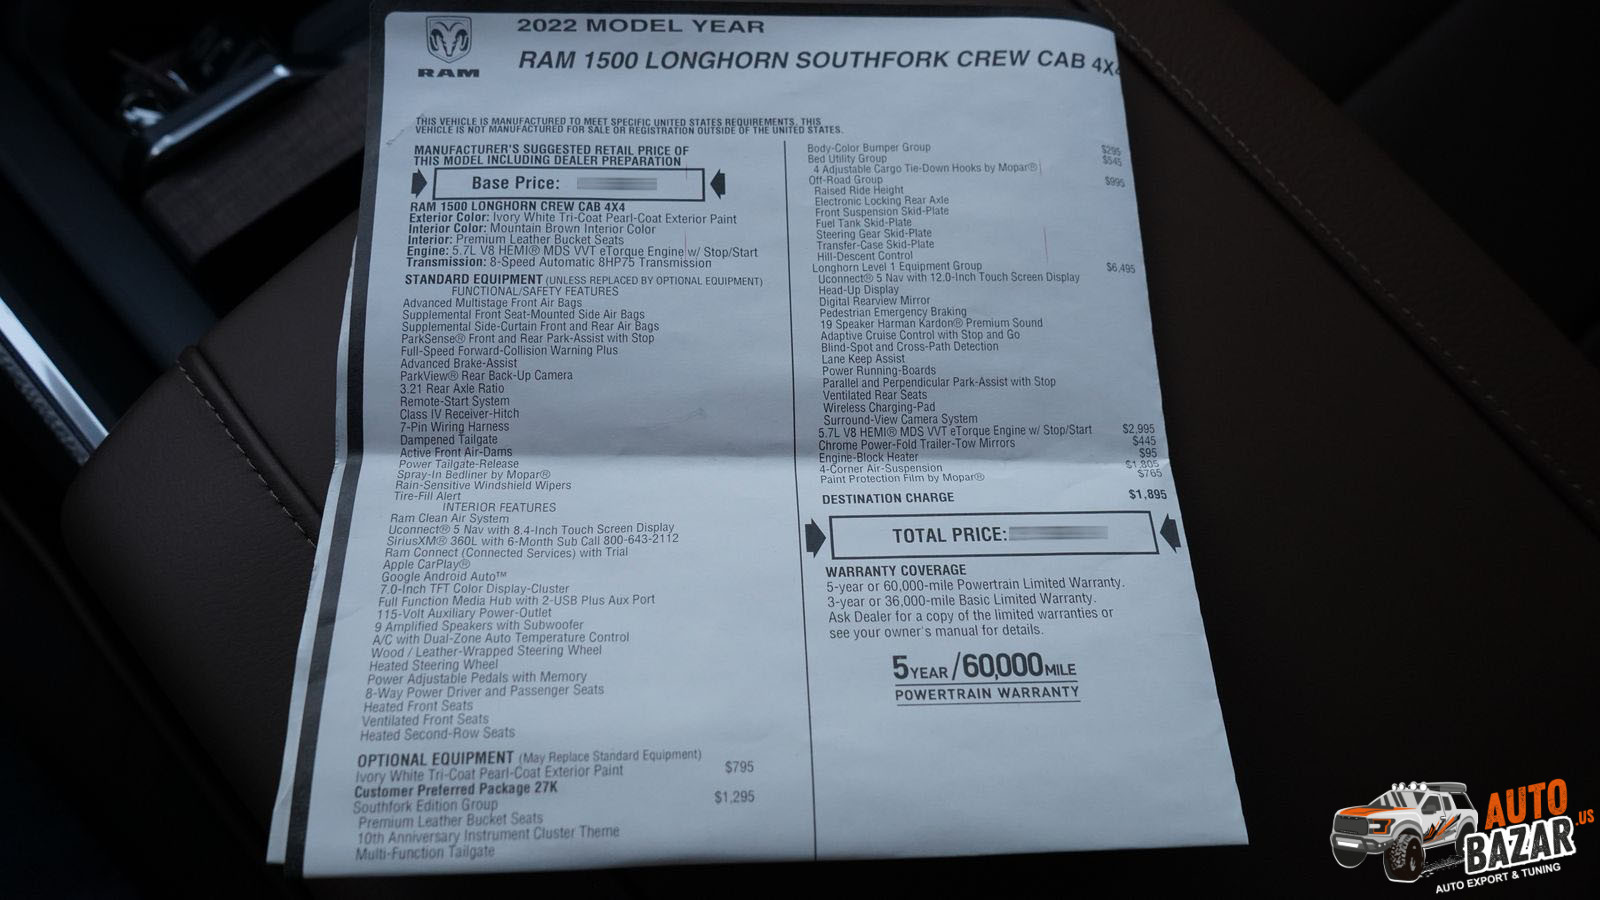 2022 MODEL YEAR
RAM 1500 LONGHORN SOUTHFORK CREW CAB 4X4
RAM
THIS VEHICLE IS MANUFACTURED TO MEET SPECIFIC UNITED STATES REQUIREMENTS. THIS
VEHICLE IS NOT MANUFACTURED FOR SALE OR REGISTRATION OUTSIDE OF THE UNITED STATES.
MANUFACTURER'S SUGGESTED RETAIL PRICE OF
THIS MODEL INCLUDING DEALER PREPARATION
Base Price:
RAM 1500 LONGHORN CREW CAB 4X4
Exterior Color: Ivory White Tri-Coat Pearl-Coat Exterior Paint
Interior Color: Mountain Brown Interior Color
Interior: Premium Leather Bucket Seats
Engine: 5.7L V8 HEMI® MDS VVT eTorque Engine w/ Stop/Start
Transmission: 8-Speed Automatic 8HP75 Transmission
STANDARD EQUIPMENT (UNLESS REPLACED BY OPTIONAL EQUIPMENT)
FUNCTIONAL/SAFETY FEATURES
Advanced Multistage Front Air Bags
Supplemental Front Seat-Mounted Side Air Bags
Supplemental Side-Curtain Front and Rear Air Bags
ParkSense® Front and Rear Park-Assist with Stop
Full-Speed Forward-Collision Warning Plus
Advanced Brake-Assist
ParkView® Rear Back-Up Camera
3.21 Rear Axle Ratio
Remote-Start System
Class IV Receiver-Hitch
7-Pin Wiring Harness
Dampened Tailgate
Active Front Air-Dams
Power Tailgate-Release
Spray-In Bedliner by Mopar®
Rain-Sensitive Windshield Wipers
Tire-Fill Alert
INTERIOR FEATURES
Ram Clean Air System
Uconnect® 5 Nav with 8.4-Inch Touch Screen Display
SiriusXM® 360L with 6-Month Sub Call 800-643-2112
Ram Connect (Connected Services) with Trial
Apple CarPlay®
Google Android Auto™
7.0-Inch TFT Color Display-Cluster
Full Function Media Hub with 2-USB Plus Aux Port
115-Volt Auxiliary Power-Outlet
9 Amplified Speakers with Subwoofer
A/C with Dual-Zone Auto Temperature Control
Wood / Leather-Wrapped Steering Wheel
Heated Steering Wheel
Power Adjustable Pedals with Memory
8-Way Power Driver and Passenger Seats
Heated Front Seats
Ventilated Front Seats
Heated Second-Row Seats
OPTIONAL EQUIPMENT (May Replace Standard Equipment)
Ivory White Tri-Coat Pearl-Coat Exterior Paint $795
Customer Preferred Package 27K
Southfork Edition Group $1,295
Premium Leather Bucket Seats
10th Anniversary Instrument Cluster Theme
Multi-Function Tailgate
Body-Color Bumper Group $295
Bed Utility Group $545
4 Adjustable Cargo Tie-Down Hooks by Mopar®
Off-Road Group $995
Raised Ride Height
Electronic Locking Rear Axle
Front Suspension Skid-Plate
Fuel Tank Skid-Plate
Steering Gear Skid-Plate
Transfer-Case Skid-Plate
Hill-Descent Control
Longhorn Level 1 Equipment Group $6,495
Uconnect® 5 Nav with 12.0-Inch Touch Screen Display
Head-Up Display
Digital Rearview Mirror
Pedestrian Emergency Braking
19 Speaker Harman Kardon® Premium Sound
Adaptive Cruise Control with Stop and Go
Blind-Spot and Cross-Path Detection
Lane Keep Assist
Power Running-Boards
Parallel and Perpendicular Park-Assist with Stop
Ventilated Rear Seats
Wireless Charging-Pad
Surround-View Camera System
5.7L V8 HEMI® MDS VVT eTorque Engine w/ Stop/Start $2,995
Chrome Power-Fold Trailer-Tow Mirrors $445
Engine-Block Heater $95
4-Corner Air-Suspension $1,805
Paint Protection Film by Mopar® $765
DESTINATION CHARGE $1,895
TOTAL PRICE:
WARRANTY COVERAGE
5-year or 60,000-mile Powertrain Limited Warranty.
3-year or 36,000-mile Basic Limited Warranty.
Ask Dealer for a copy of the limited warranties or
see your owner's manual for details.
5 YEAR/60,000 MILE
POWERTRAIN WARRANTY
AUTO
BAZAR.US
AUTO EXPORT & TUNING